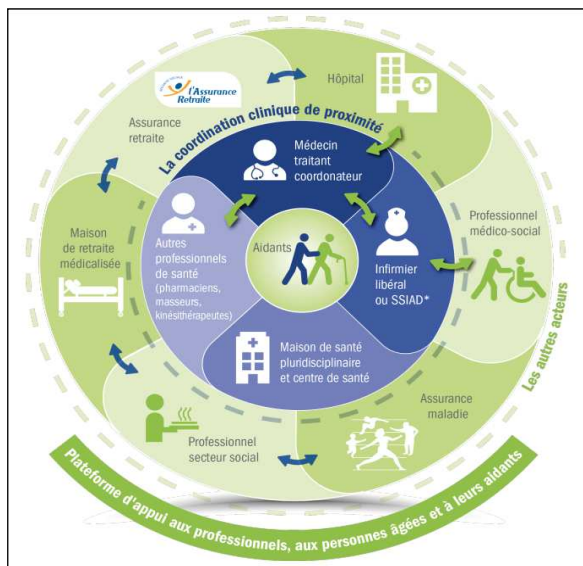 La coordination clinique de proximité
Médecin
traitant
coordonateur
Infirmier
libéral
ou SSIAD*
Maison de santé
pluridisciplinaire
et centre de santé
Autres
professionnels
de santé
(pharmaciens,
masseurs,
kinésithérapeutes)
Aidants
l'Assurance
Retraite
Assurance
retraite
Hôpital
Professionnel
médico-social
Assurance
maladie
Professionnel
secteur social
Maison
de retraite
médicalisée
Les autres acteurs
Plateforme d'appui aux professionnels, aux personnes âgées et à leurs aidants